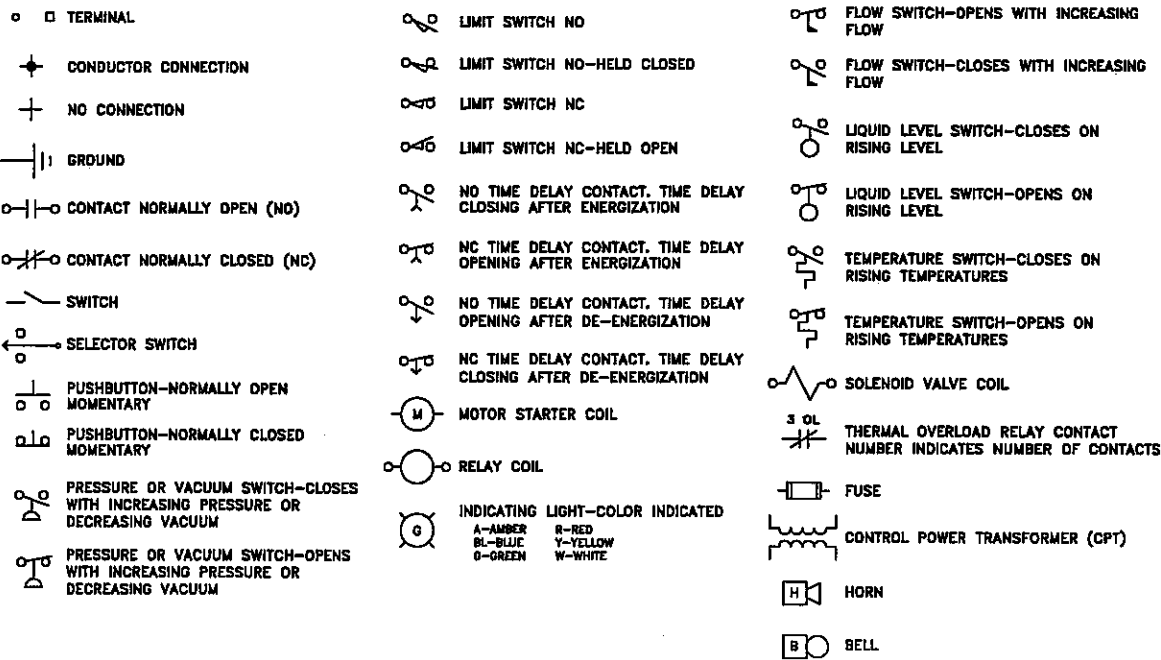 TERMINAL
CONDUCTOR CONNECTION
NO CONNECTION
GROUND
CONTACT NORMALLY OPEN (NO)
CONTACT NORMALLY CLOSED (NC)
SWITCH
SELECTOR SWITCH
PUSHBUTTON-NORMALLY OPEN
MOMENTARY
PUSHBUTTON-NORMALLY CLOSED
MOMENTARY
PRESSURE OR VACUUM SWITCH-CLOSES
WITH INCREASING PRESSURE OR
DECREASING VACUUM
PRESSURE OR VACUUM SWITCH-OPENS
WITH INCREASING PRESSURE OR
DECREASING VACUUM
LIMIT SWITCH NO
LIMIT SWITCH NO-HELD CLOSED
LIMIT SWITCH NC
LIMIT SWITCH NC-HELD OPEN
NO TIME DELAY CONTACT. TIME DELAY
CLOSING AFTER ENERGIZATION
NC TIME DELAY CONTACT. TIME DELAY
OPENING AFTER ENERGIZATION
NO TIME DELAY CONTACT. TIME DELAY
OPENING AFTER DE-ENERGIZATION
NC TIME DELAY CONTACT. TIME DELAY
CLOSING AFTER DE-ENERGIZATION
M MOTOR STARTER COIL
RELAY COIL
INDICATING LIGHT-COLOR INDICATED
G
A-AMBER R-RED
BL-BLUE Y-YELLOW
G-GREEN W-WHITE
FLOW SWITCH-OPENS WITH INCREASING
FLOW
FLOW SWITCH-CLOSES WITH INCREASING
FLOW
LIQUID LEVEL SWITCH-CLOSES ON
RISING LEVEL
LIQUID LEVEL SWITCH-OPENS ON
RISING LEVEL
TEMPERATURE SWITCH-CLOSES ON
RISING TEMPERATURES
TEMPERATURE SWITCH-OPENS ON
RISING TEMPERATURES
SOLENOID VALVE COIL
3 OL
THERMAL OVERLOAD RELAY CONTACT
NUMBER INDICATES NUMBER OF CONTACTS
FUSE
CONTROL POWER TRANSFORMER (CPT)
H HORN
B BELL